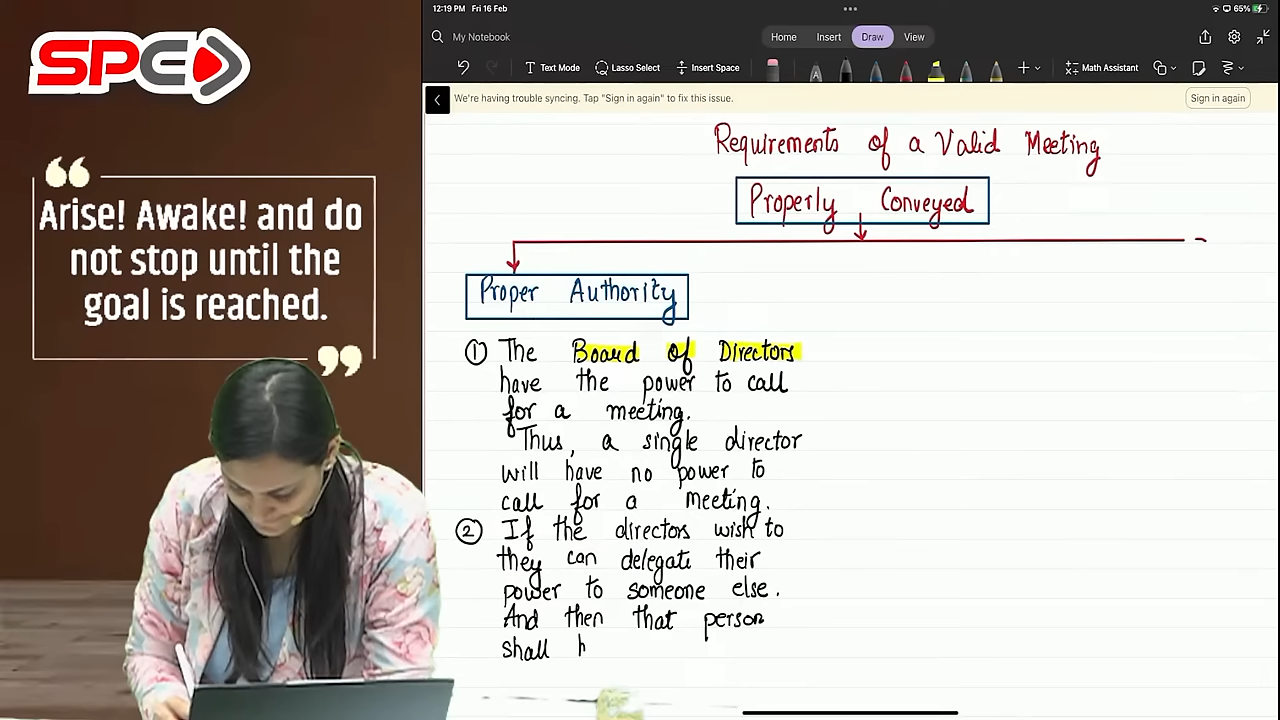 12:19 PM Fri 16 Feb
65%
My Notebook
Home Insert Draw View
Text Mode Lasso Select Insert Space Math Assistant
We're having trouble syncing. Tap "Sign in again" to fix this issue.
Sign in again
SPE
“
Arise! Awake! and do
not stop until the
goal is reached.
”
Requirements of a Valid Meeting
Properly Conveyed
Proper Authority
① The Board of Directors
have the power to call
for a meeting.
Thus, a single director
will have no power to
call for a meeting.
② If the directors wish to
they can delegate their
power to someone else.
And then that person
shall h